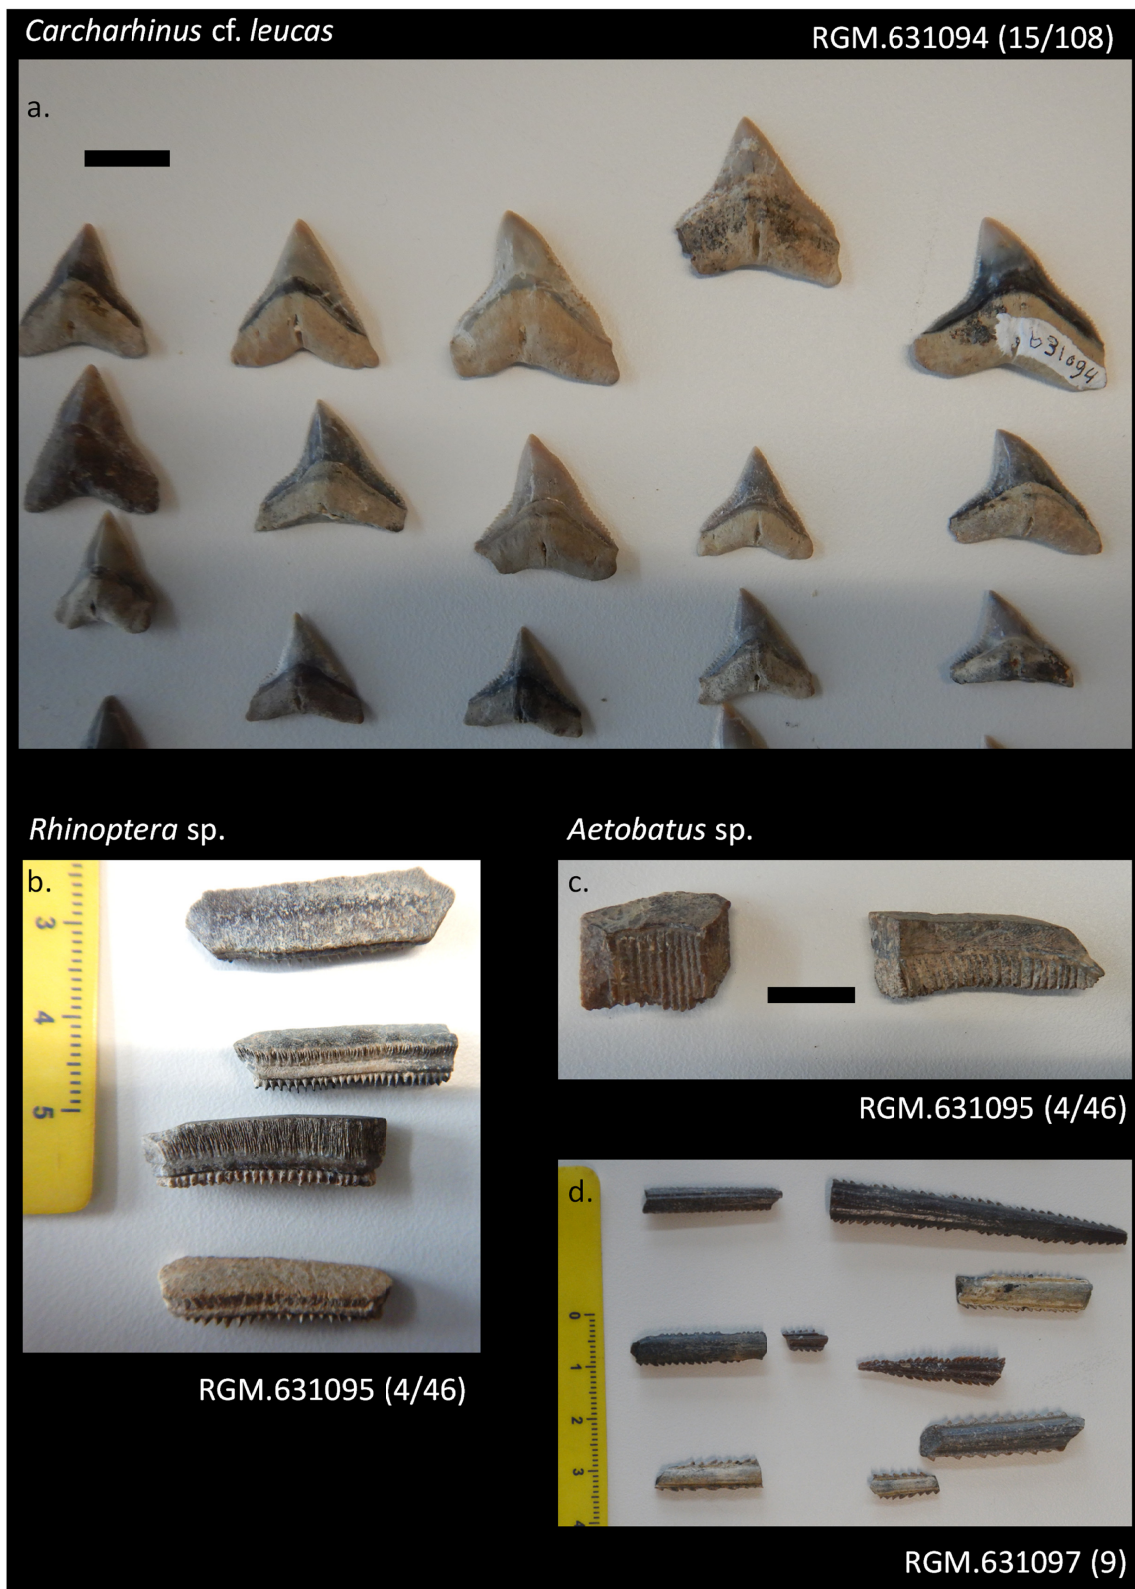 Carcharhinus cf. leucas
RGM.631094 (15/108)
a.
631094
Rhinoptera sp.
Aetobatus sp.
b.
3
4
5
c.
RGM.631095 (4/46)
d.
0
1
2
3
4
RGM.631095 (4/46)
RGM.631097 (9)